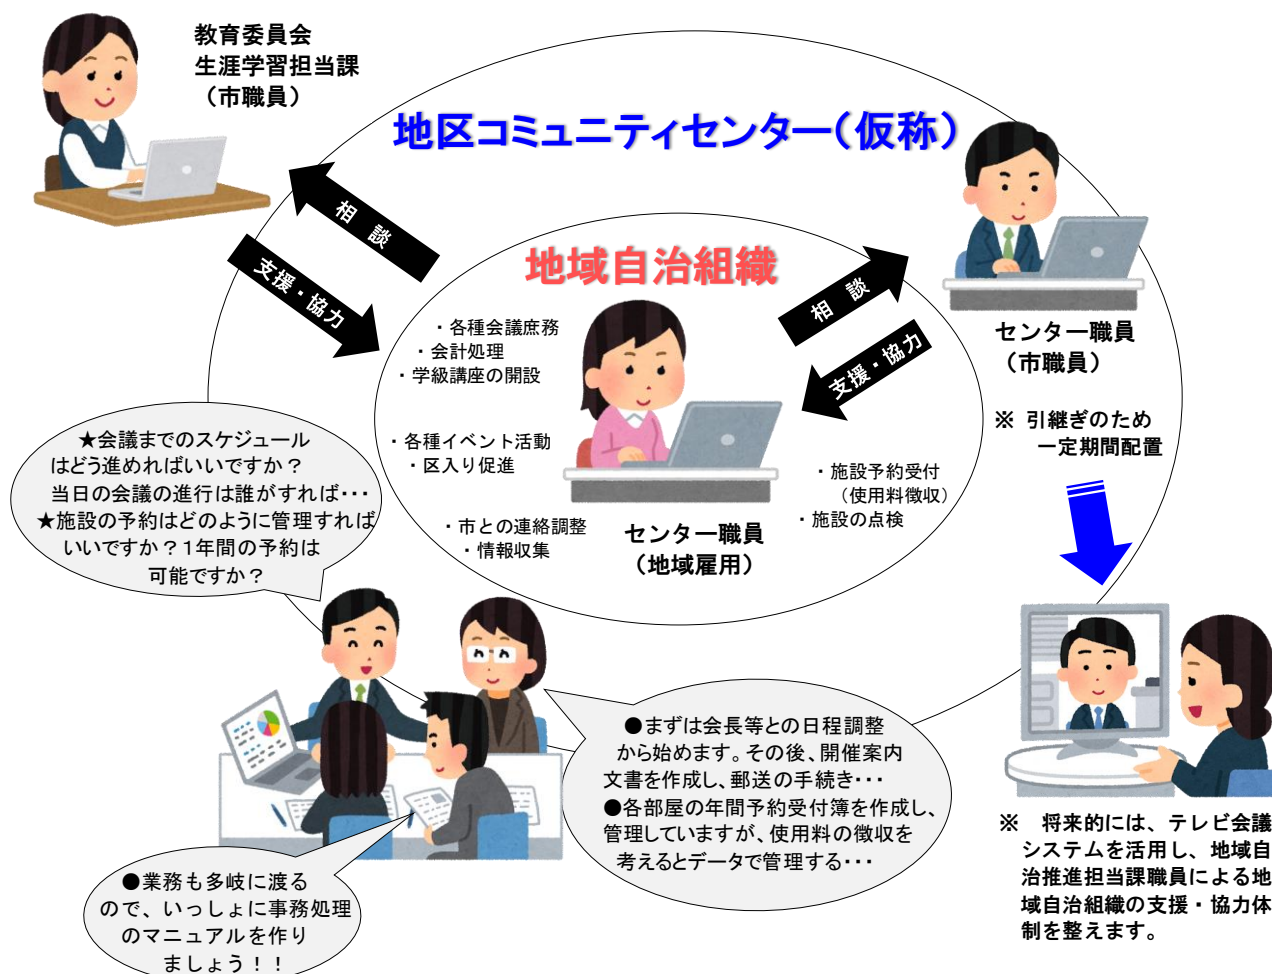 教育委員会
生涯学習担当課
（市職員）
地区コミュニティセンター（仮称）
相　談
支援・協力
地域自治組織
相　談
支援・協力
・各種会議庶務
・会計処理
・学級講座の開設
・各種イベント活動
・区入り促進
・市との連絡調整
・情報収集
・施設予約受付
（使用料徴収）
・施設の点検
センター職員
（地域雇用）
センター職員
（市職員）
※ 引継ぎのため
一定期間配置
★会議までのスケジュール
はどう進めればいいですか？
当日の会議の進行は誰がすれば・・・
★施設の予約はどのように管理すれば
いいですか？1年間の予約は
可能ですか？
●まずは会長等との日程調整
から始めます。その後、開催案内
文書を作成し、郵送の手続き・・・
●各部屋の年間予約受付簿を作成し、
管理していますが、使用料の徴収を
考えるとデータで管理する・・・
●業務も多岐に渡る
ので、いっしょに事務処理
のマニュアルを作り
ましょう！！
※　将来的には、テレビ会議
システムを活用し、地域自
治推進担当課職員による地
域自治組織の支援・協力体
制を整えます。